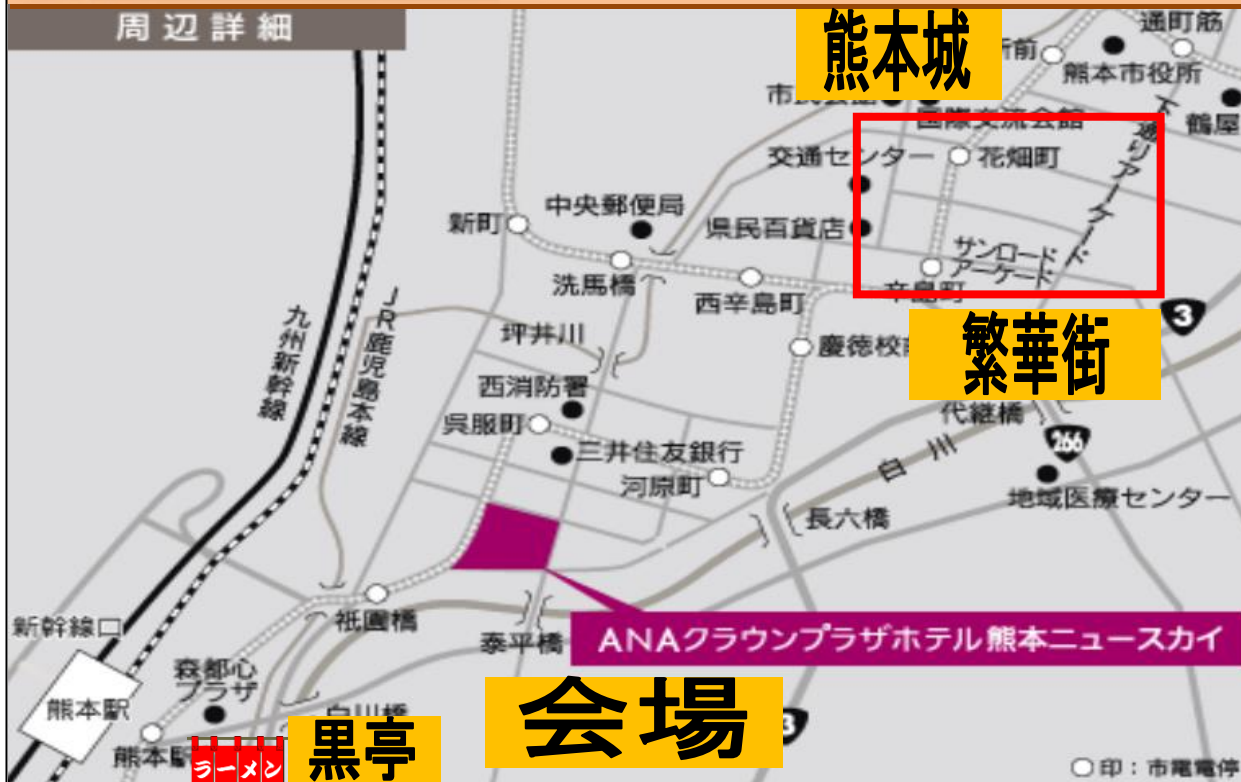 周辺詳細
熊本城
通町筋
所前
熊本市役所
鶴屋
国際交流会館
下通りアーケード
交通センター
花畑町
中央郵便局
新町
県民百貨店
サンロード
アーケード
洗馬橋
西辛島町
辛島町
3
JR鹿児島本線
九州新幹線
坪井川
繁華街
西消防署
代継橋
呉服町
266
三井住友銀行
白川
河原町
地域医療センター
長六橋
祇園橋
新幹線口
泰平橋
ANAクラウンプラザホテル熊本ニュースカイ
森都心
プラザ
熊本駅
白川橋
会場
3
黒亭
熊本駅
ラーメン
○印:市電電停